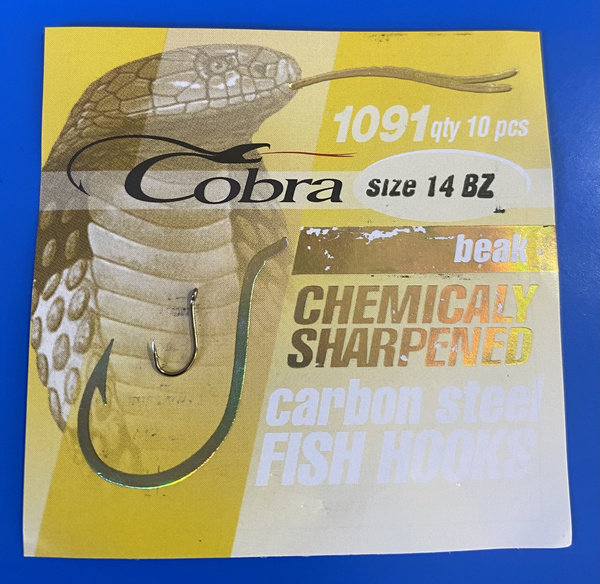 1091 qty 10 pcs
Cobra size 14 BZ
beak
CHEMICALY
SHARPENED
carbon steel
FISH HOOKS